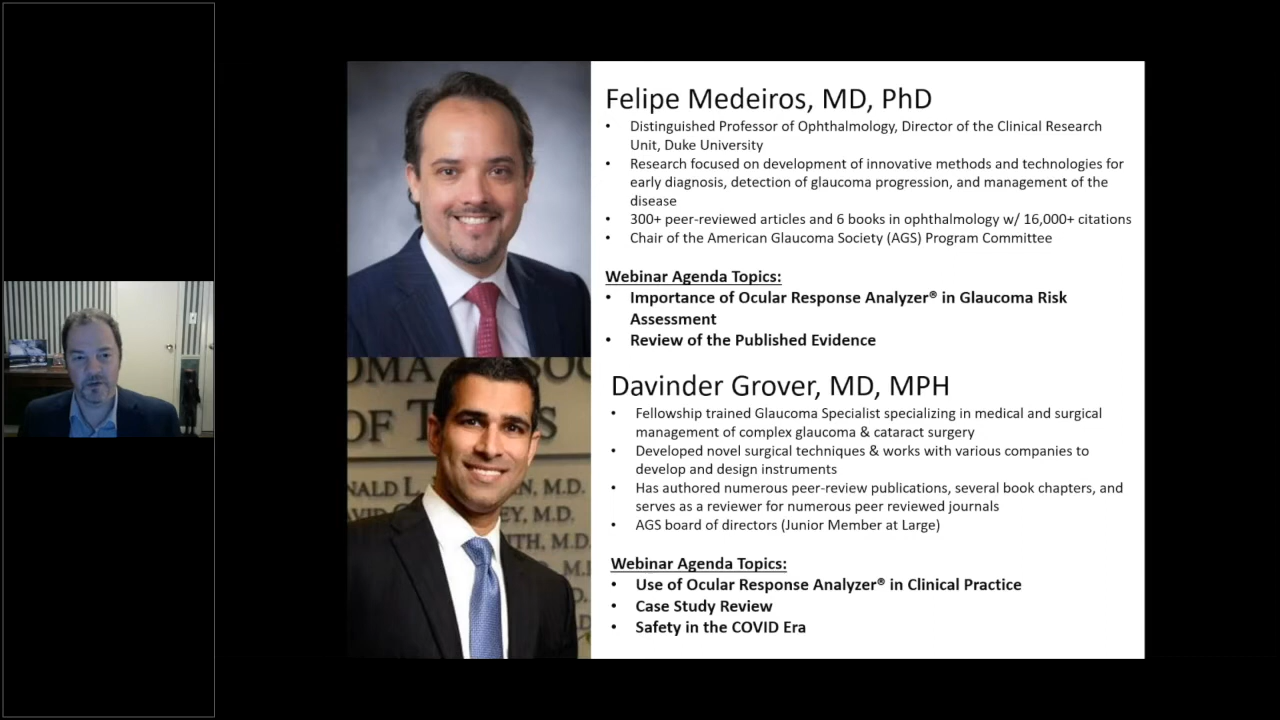 Felipe Medeiros, MD, PhD
• Distinguished Professor of Ophthalmology, Director of the Clinical Research
Unit, Duke University
• Research focused on development of innovative methods and technologies for
early diagnosis, detection of glaucoma progression, and management of the
disease
• 300+ peer-reviewed articles and 6 books in ophthalmology w/ 16,000+ citations
• Chair of the American Glaucoma Society (AGS) Program Committee
Webinar Agenda Topics:
• Importance of Ocular Response Analyzer® in Glaucoma Risk
Assessment
• Review of the Published Evidence
OF T
M.D.
M.D.
M.D.
Davinder Grover, MD, MPH
• Fellowship trained Glaucoma Specialist specializing in medical and surgical
management of complex glaucoma & cataract surgery
• Developed novel surgical techniques & works with various companies to
develop and design instruments
• Has authored numerous peer-review publications, several book chapters, and
serves as a reviewer for numerous peer reviewed journals
• AGS board of directors (Junior Member at Large)
Webinar Agenda Topics:
• Use of Ocular Response Analyzer® in Clinical Practice
• Case Study Review
• Safety in the COVID Era